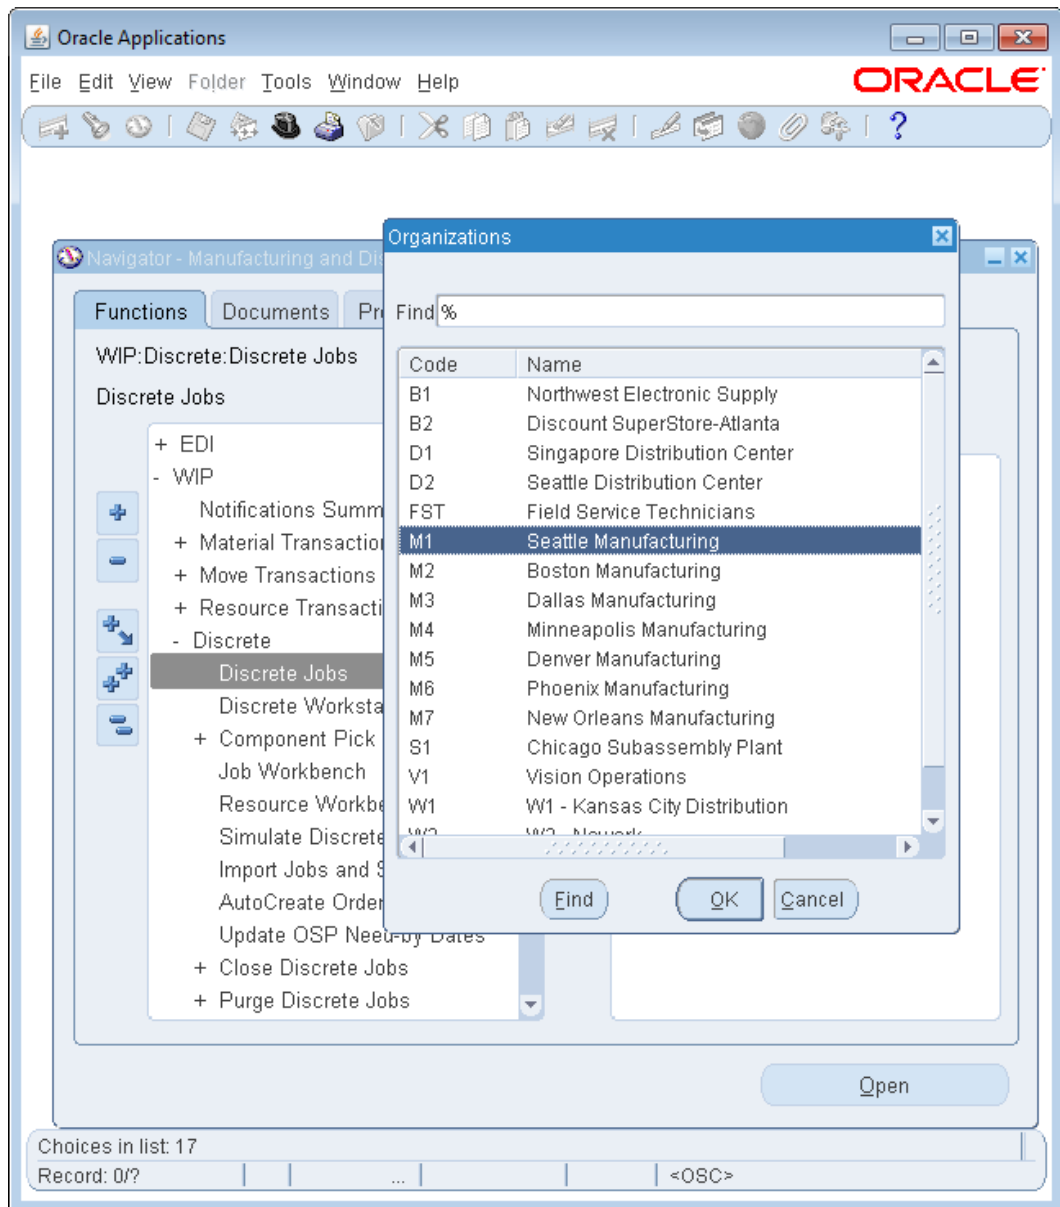 Oracle Applications
File Edit View Folder Tools Window Help
ORACLE
?
Organizations
Navigator - Manufacturing and Dis
Functions Documents
Find %
WIP:Discrete:Discrete Jobs
Discrete Jobs
Code Name
B1 Northwest Electronic Supply
B2 Discount SuperStore-Atlanta
D1 Singapore Distribution Center
D2 Seattle Distribution Center
FST Field Service Technicians
M1 Seattle Manufacturing
M2 Boston Manufacturing
M3 Dallas Manufacturing
M4 Minneapolis Manufacturing
M5 Denver Manufacturing
M6 Phoenix Manufacturing
M7 New Orleans Manufacturing
S1 Chicago Subassembly Plant
V1 Vision Operations
W1 W1 - Kansas City Distribution
W2 W2 - Newark
Find OK Cancel
+ EDI
- WIP
Notifications Summ
+ Material Transaction
+ Move Transactions
+ Resource Transacti
- Discrete
Discrete Jobs
Discrete Worksta
+ Component Pick
Job Workbench
Resource Workbe
Simulate Discrete
Import Jobs and S
AutoCreate Order
Update OSP Need-by Dates
+ Close Discrete Jobs
+ Purge Discrete Jobs
Open
Choices in list: 17
Record: 0/? ... <OSC>